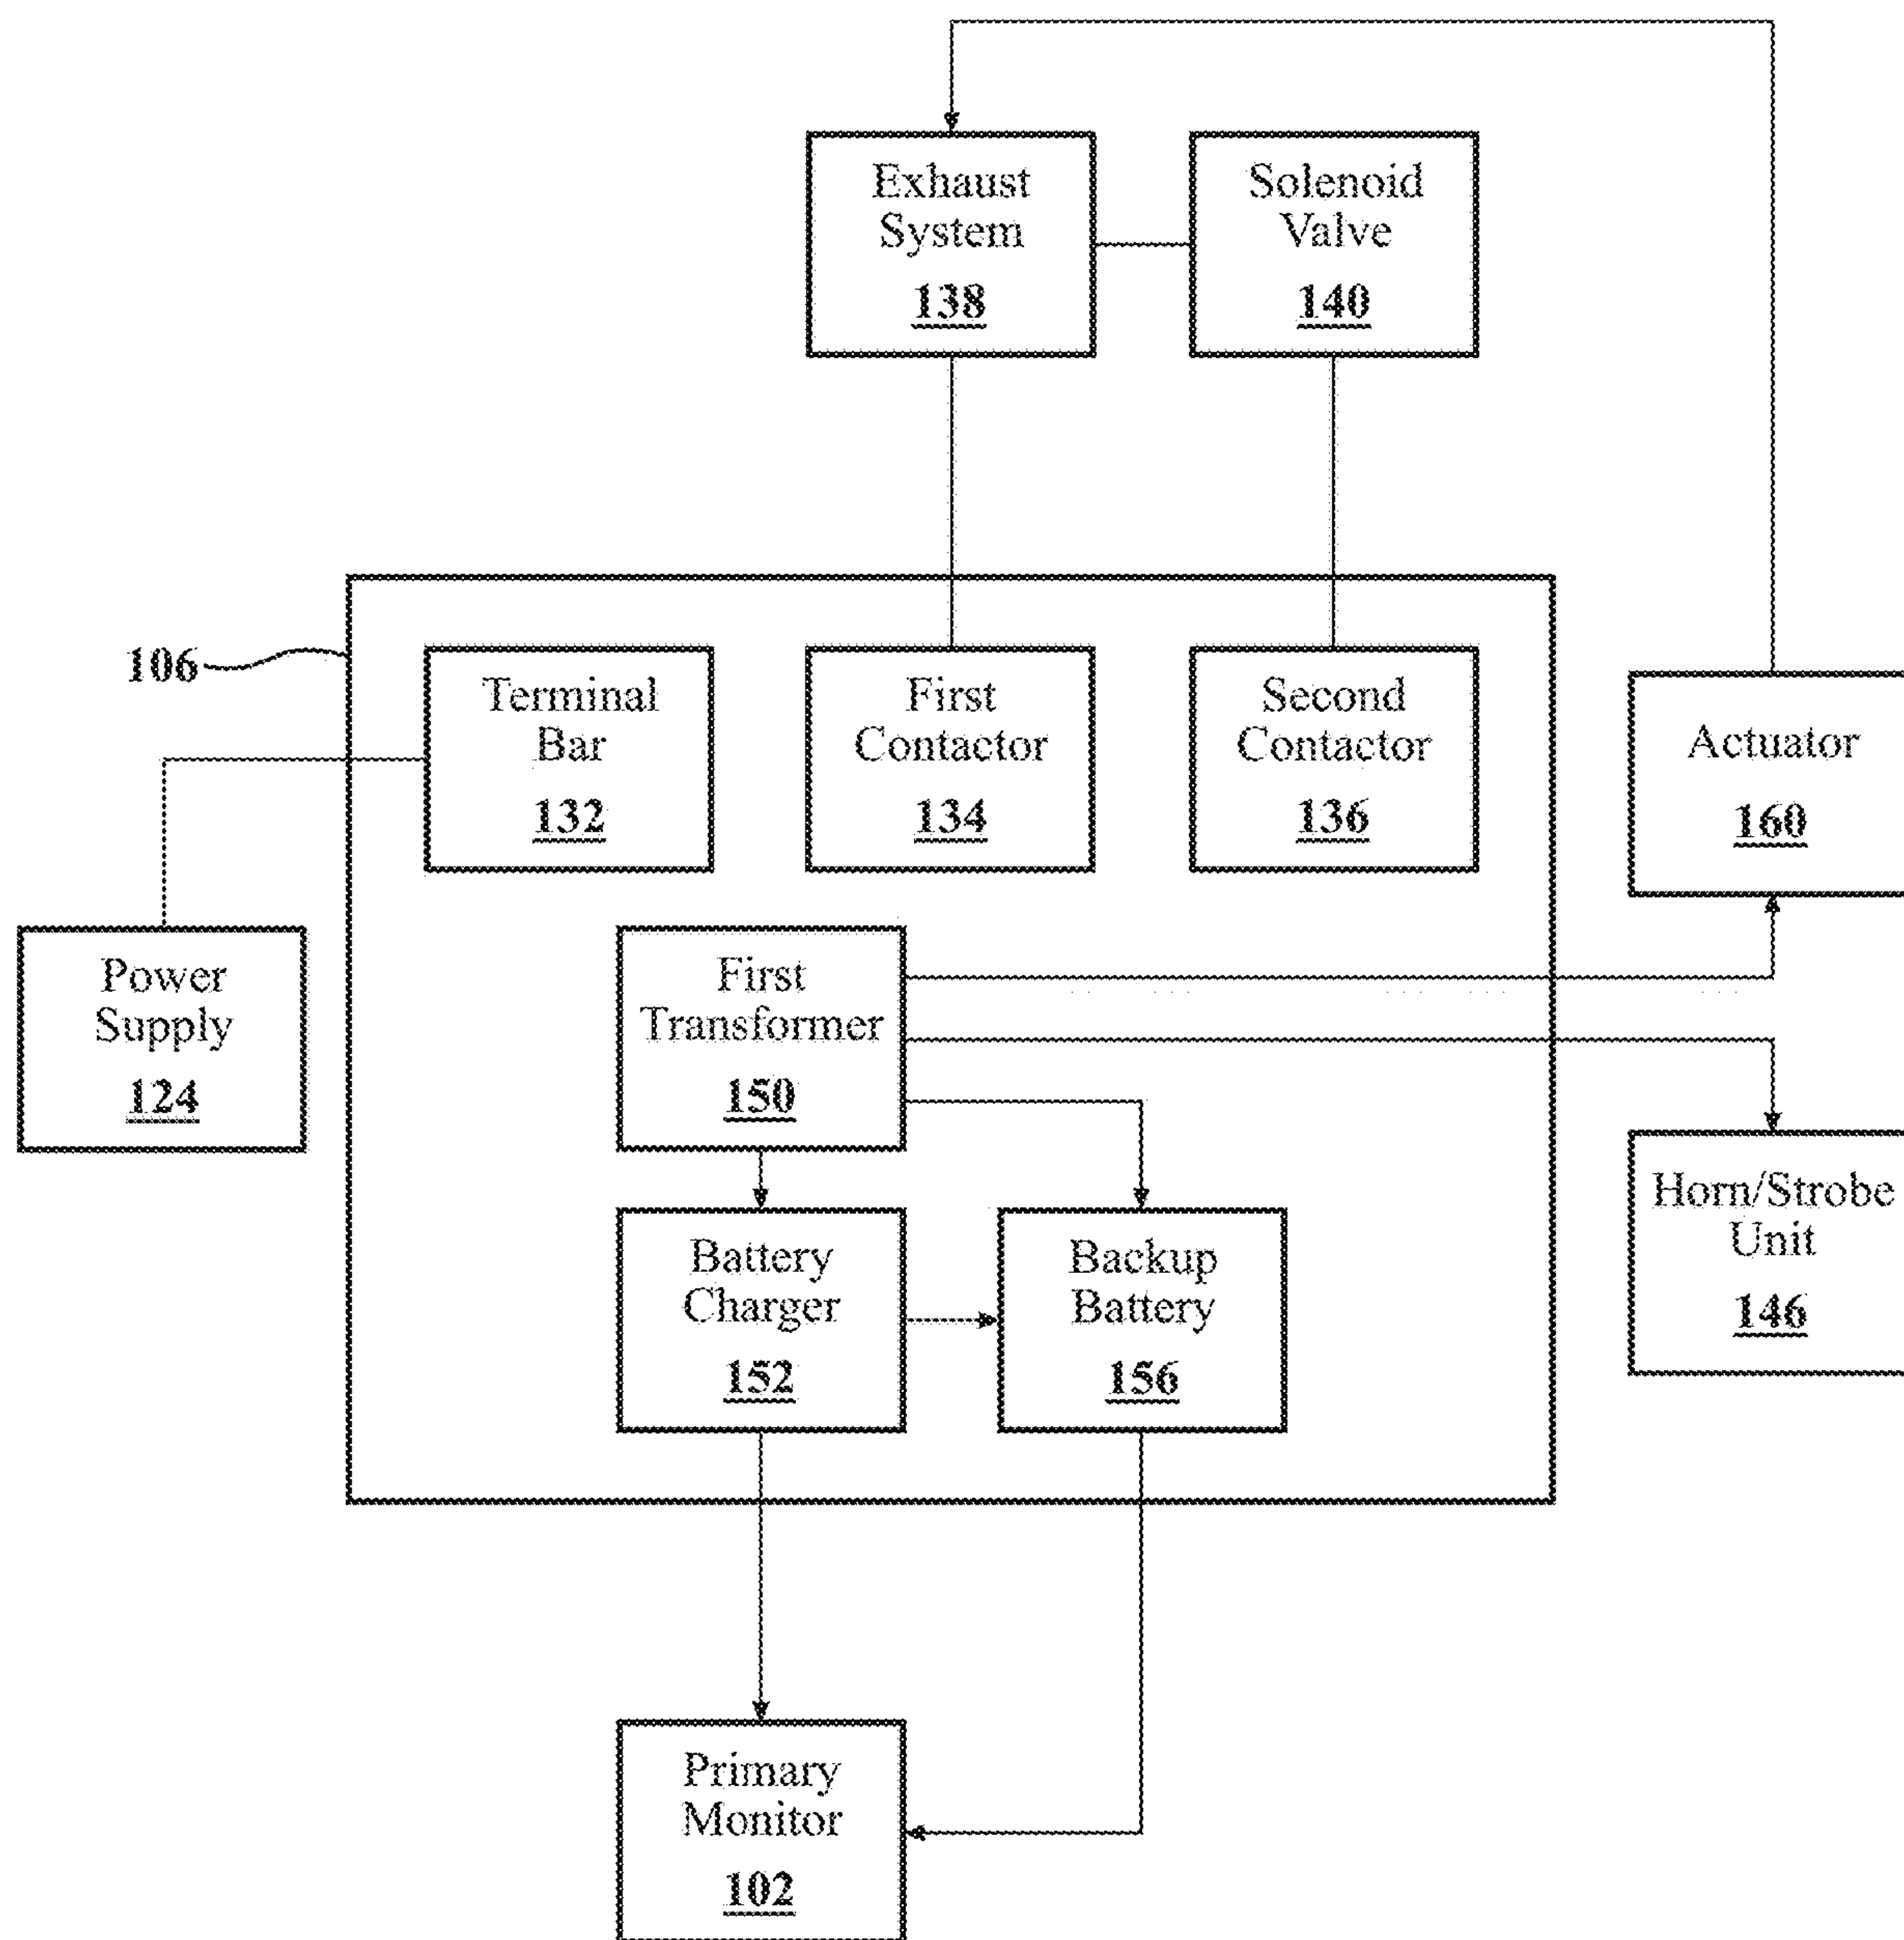 Exhaust
System
138
Solenoid
Valve
140
106
Terminal
Bar
132
First
Contactor
134
Second
Contactor
136
Actuator
160
Power
Supply
124
First
Transformer
150
Horn/Strobe
Unit
146
Battery
Charger
152
Backup
Battery
156
Primary
Monitor
102